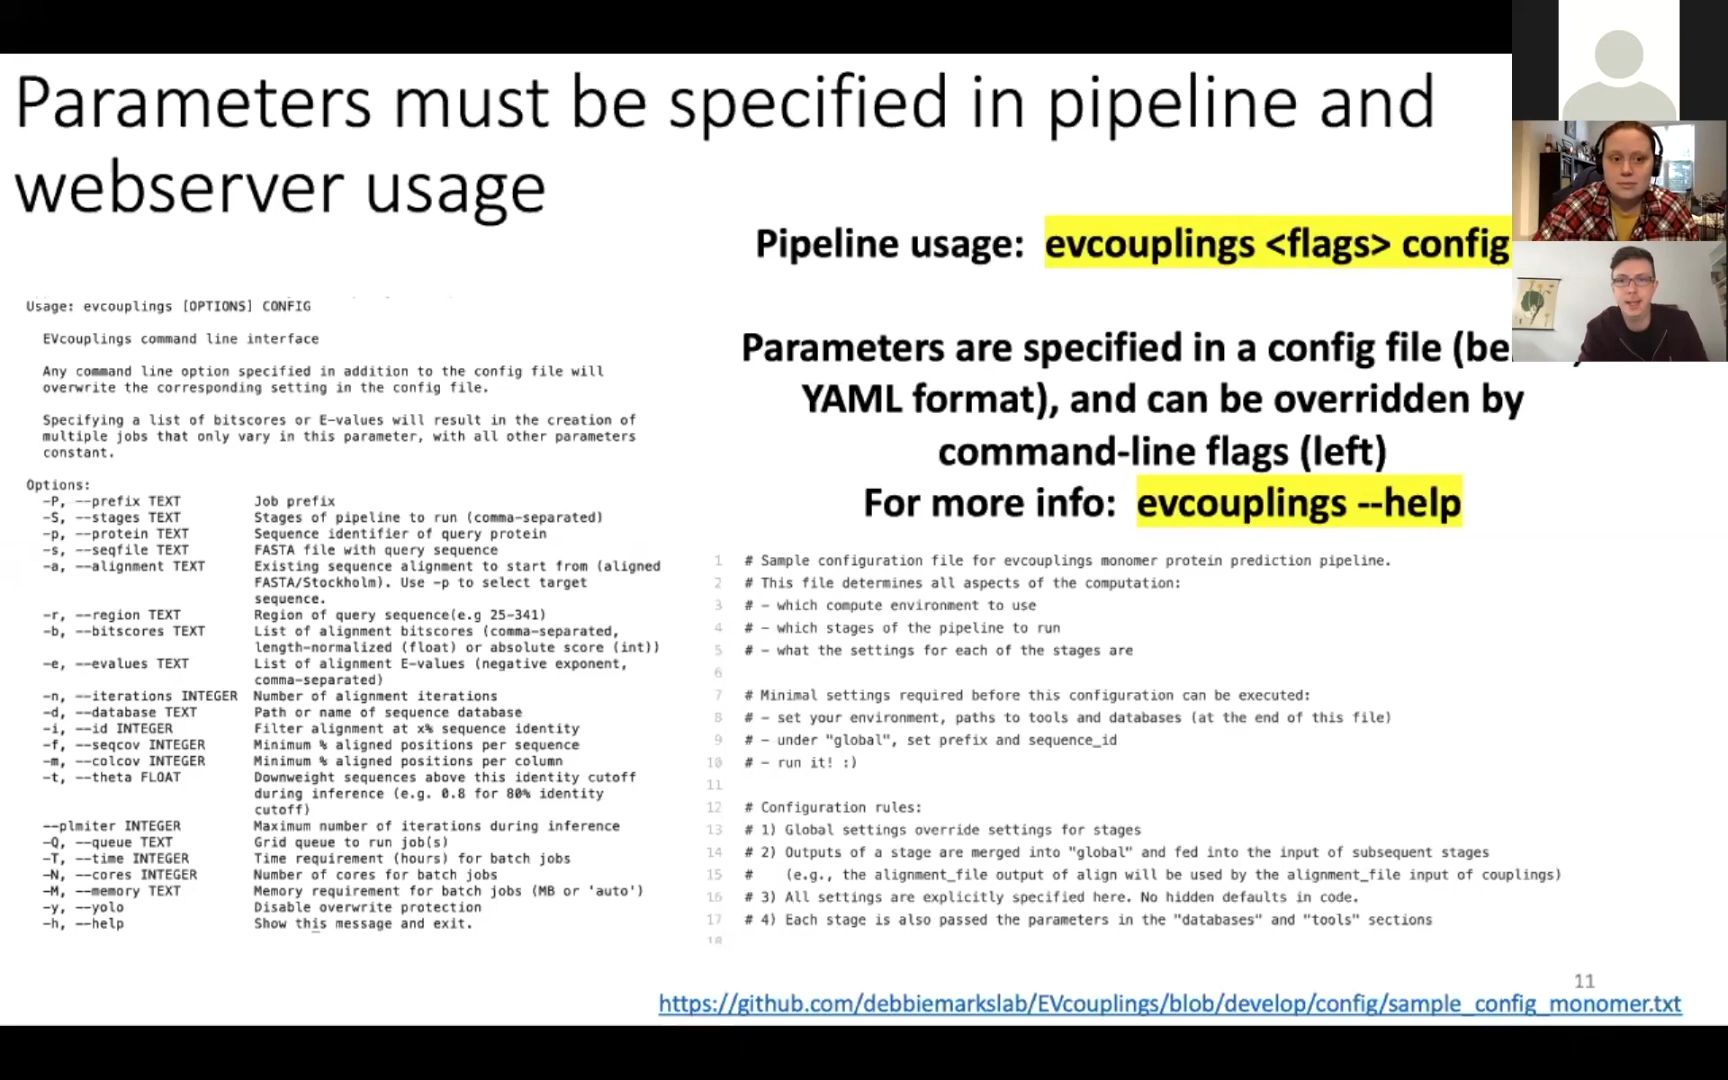 Parameters must be specified in pipeline and
webserver usage
Pipeline usage: evcouplings <flags> config
Parameters are specified in a config file (be
YAML format), and can be overridden by
command-line flags (left)
For more info: evcouplings --help
Usage: evcouplings [OPTIONS] CONFIG
EVcouplings command line interface
Any command line option specified in addition to the config file will
overwrite the corresponding setting in the config file.
Specifying a list of bitscores or E-values will result in the creation of
multiple jobs that only vary in this parameter, with all other parameters
constant.
Options:
-P, --prefix TEXT Job prefix
-S, --stages TEXT Stages of pipeline to run (comma-separated)
-p, --protein TEXT Sequence identifier of query protein
-s, --seqfile TEXT FASTA file with query sequence
-a, --alignment TEXT Existing sequence alignment to start from (aligned
FASTA/Stockholm). Use -p to select target
sequence.
-r, --region TEXT Region of query sequence(e.g 25-341)
-b, --bitscores TEXT List of alignment bitscores (comma-separated,
length-normalized (float) or absolute score (int))
-e, --evalues TEXT List of alignment E-values (negative exponent,
comma-separated)
-n, --iterations INTEGER Number of alignment iterations
-d, --database TEXT Path or name of sequence database
-i, --id INTEGER Filter alignment at x% sequence identity
-f, --seqcov INTEGER Minimum % aligned positions per sequence
-m, --colcov INTEGER Minimum % aligned positions per column
-t, --theta FLOAT Downweight sequences above this identity cutoff
during inference (e.g. 0.8 for 80% identity
cutoff)
--plmiter INTEGER Maximum number of iterations during inference
-Q, --queue TEXT Grid queue to run job(s)
-T, --time INTEGER Time requirement (hours) for batch jobs
-N, --cores INTEGER Number of cores for batch jobs
-M, --memory TEXT Memory requirement for batch jobs (MB or 'auto')
-y, --yolo Disable overwrite protection
-h, --help Show this message and exit.
1 # Sample configuration file for evcouplings monomer protein prediction pipeline.
2 # This file determines all aspects of the computation:
3 # - which compute environment to use
4 # - which stages of the pipeline to run
5 # - what the settings for each of the stages are
6
7 # Minimal settings required before this configuration can be executed:
8 # - set your environment, paths to tools and databases (at the end of this file)
9 # - under "global", set prefix and sequence_id
10 # - run it! :)
11
12 # Configuration rules:
13 # 1) Global settings override settings for stages
14 # 2) Outputs of a stage are merged into "global" and fed into the input of subsequent stages
15 # (e.g., the alignment_file output of align will be used by the alignment_file input of couplings)
16 # 3) All settings are explicitly specified here. No hidden defaults in code.
17 # 4) Each stage is also passed the parameters in the "databases" and "tools" sections
18
11
https://github.com/debbiemarkslab/EVcouplings/blob/develop/config/sample_config_monomer.txt